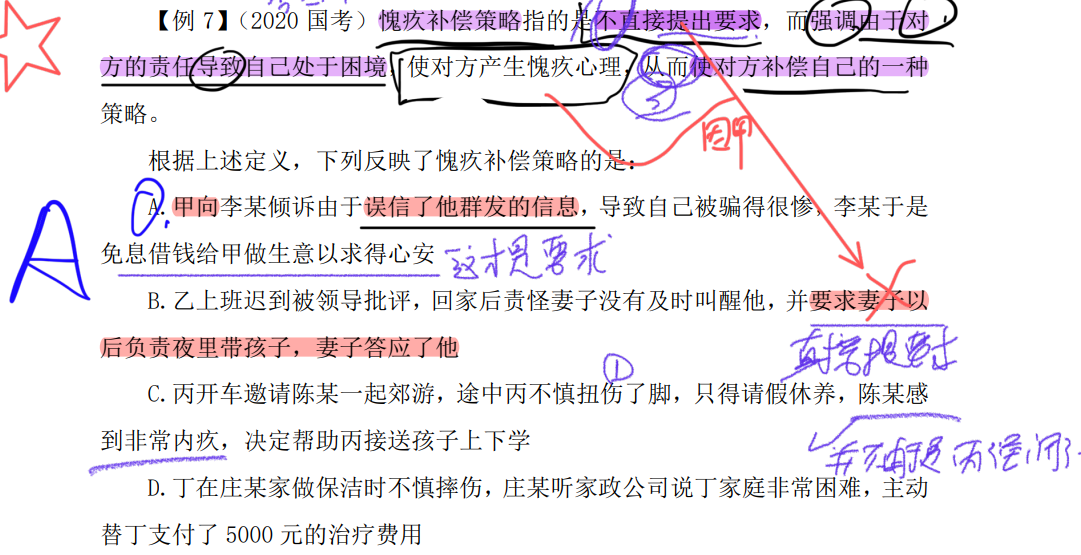 【例 7】（2020 国考）愧疚补偿策略指的是不直接提出要求，而强调由于对
方的责任导致自己处于困境，使对方产生愧疚心理，从而使对方补偿自己的一种
策略。
根据上述定义，下列反映了愧疚补偿策略的是：
因甲
A.甲向李某倾诉由于误信了他群发的信息，导致自己被骗得很惨，李某于是
免息借钱给甲做生意以求得心安
这才是要求
A
B.乙上班迟到被领导批评，回家后责怪妻子没有及时叫醒他，并要求妻子以
后负责夜里带孩子，妻子答应了他
直接提要求
①
C.丙开车邀请陈某一起郊游，途中丙不慎扭伤了脚，只得请假休养，陈某感
到非常内疚，决定帮助丙接送孩子上下学
D.丁在庄某家做保洁时不慎摔伤，庄某听家政公司说丁家庭非常困难，主动
替丁支付了 5000 元的治疗费用